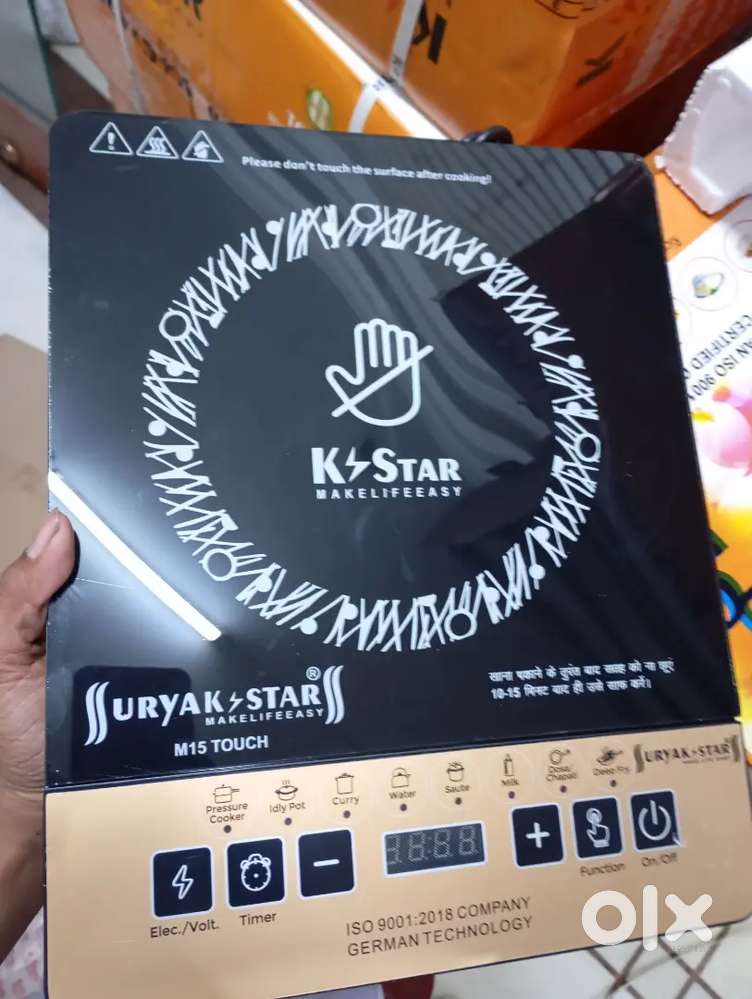 Please don't touch the surface after cooking!
K STAR
MAKELIFEEASY
SURYAK STAR ®
MAKELIFEEASY
M15 TOUCH
खाना पकाने के तुरंत बाद सतह को ना छुएं
10-15 मिनट बाद ही उसे साफ करें।
SURYAK STAR
Pressure Cooker
Idly Pot
Curry
Water
Saute
Milk
Dosa/ Chapati
Deep Fry
Elec./Volt.
Timer
Function
On/Off
ISO 9001:2018 COMPANY
GERMAN TECHNOLOGY
CERTIFIED
olx